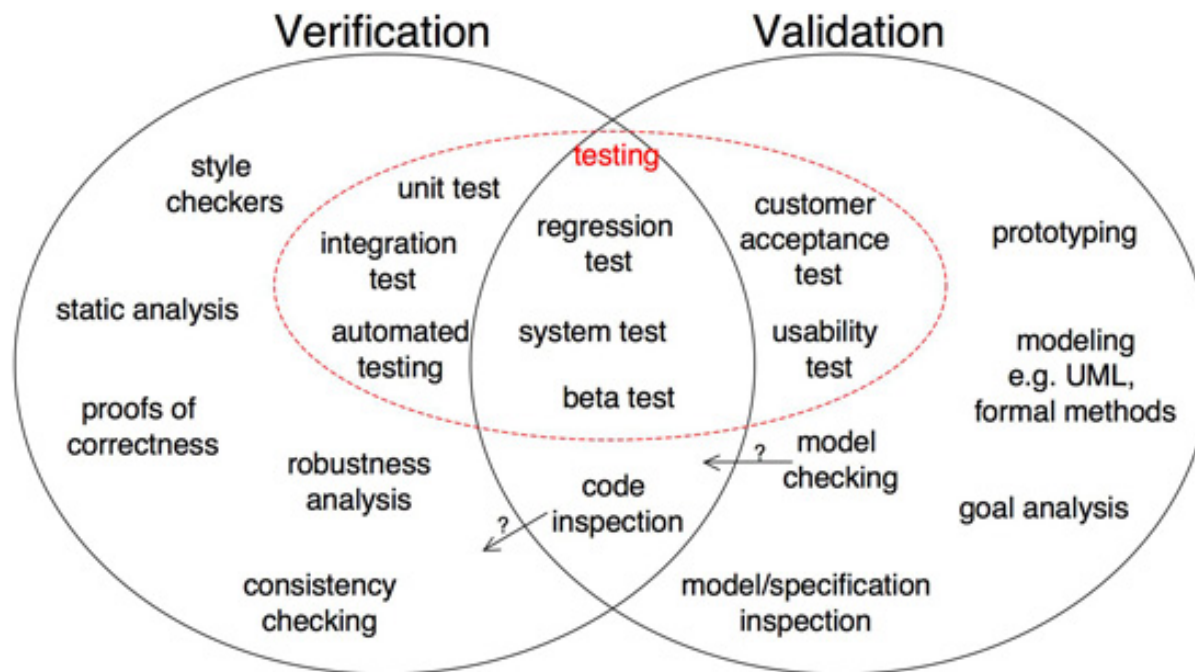 Verification
Validation
testing
style
checkers
unit test
integration
test
automated
testing
static analysis
proofs of
correctness
robustness
analysis
consistency
checking
regression
test
system test
beta test
code
inspection
?
customer
acceptance
test
usability
test
model
checking
?
prototyping
modeling
e.g. UML,
formal methods
goal analysis
model/specification
inspection